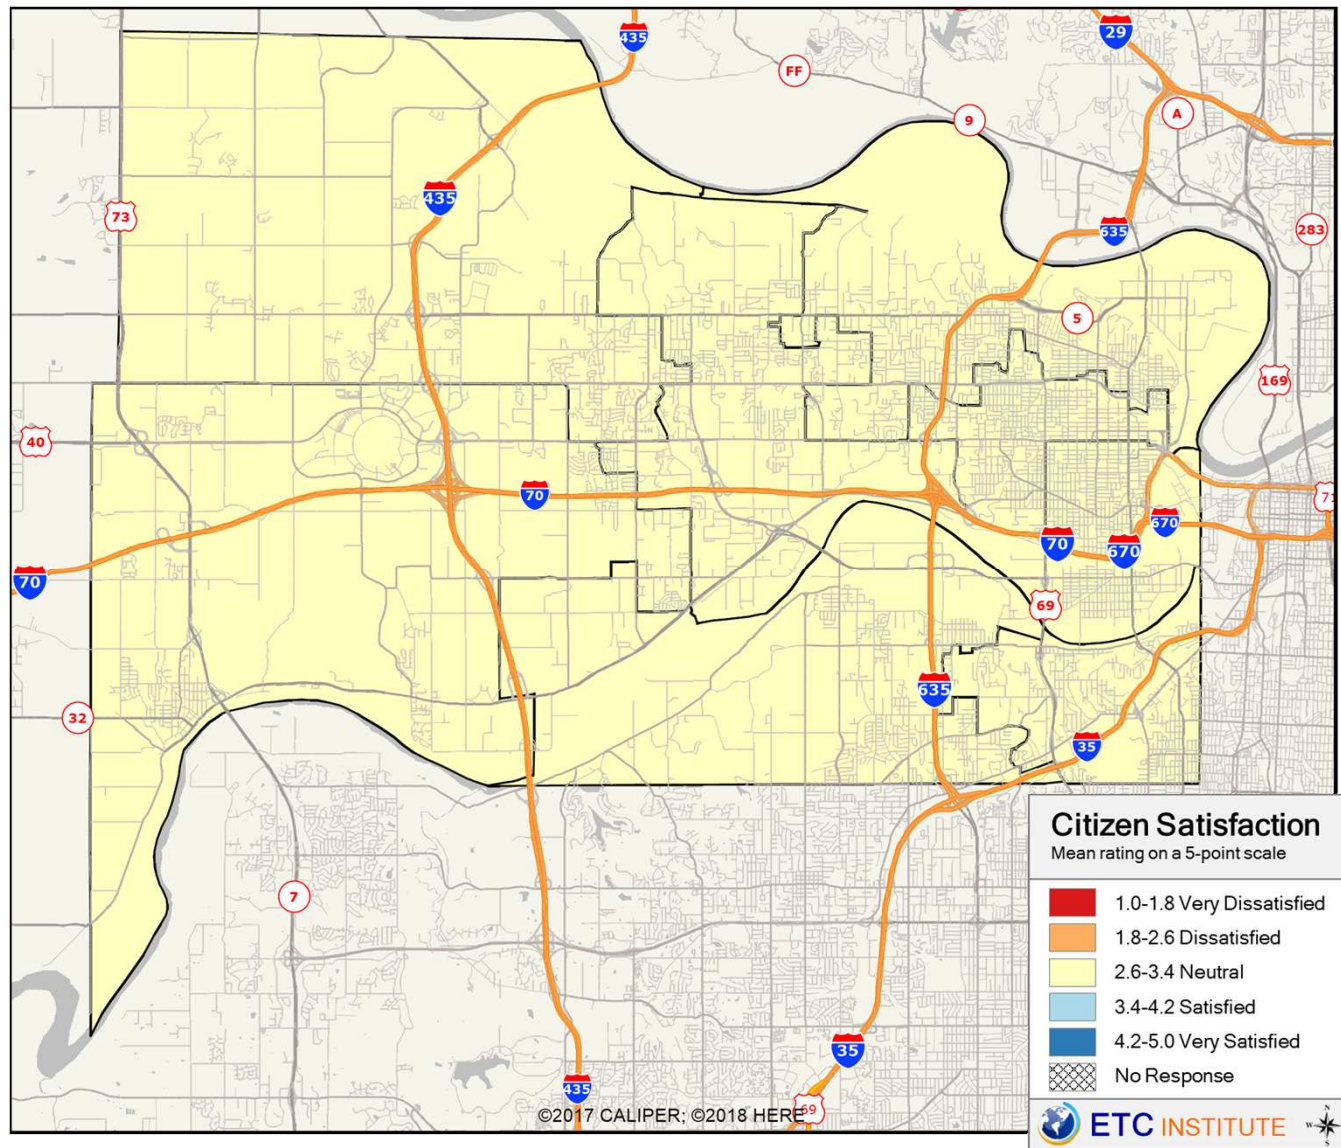 435
29
FF
9
A
435
73
635
283
5
169
40
70
70
70
670
670
69
635
32
35
7
35
435
69
Citizen Satisfaction
Mean rating on a 5-point scale
1.0-1.8 Very Dissatisfied
1.8-2.6 Dissatisfied
2.6-3.4 Neutral
3.4-4.2 Satisfied
4.2-5.0 Very Satisfied
No Response
©2017 CALIPER; ©2018 HERE
ETC INSTITUTE